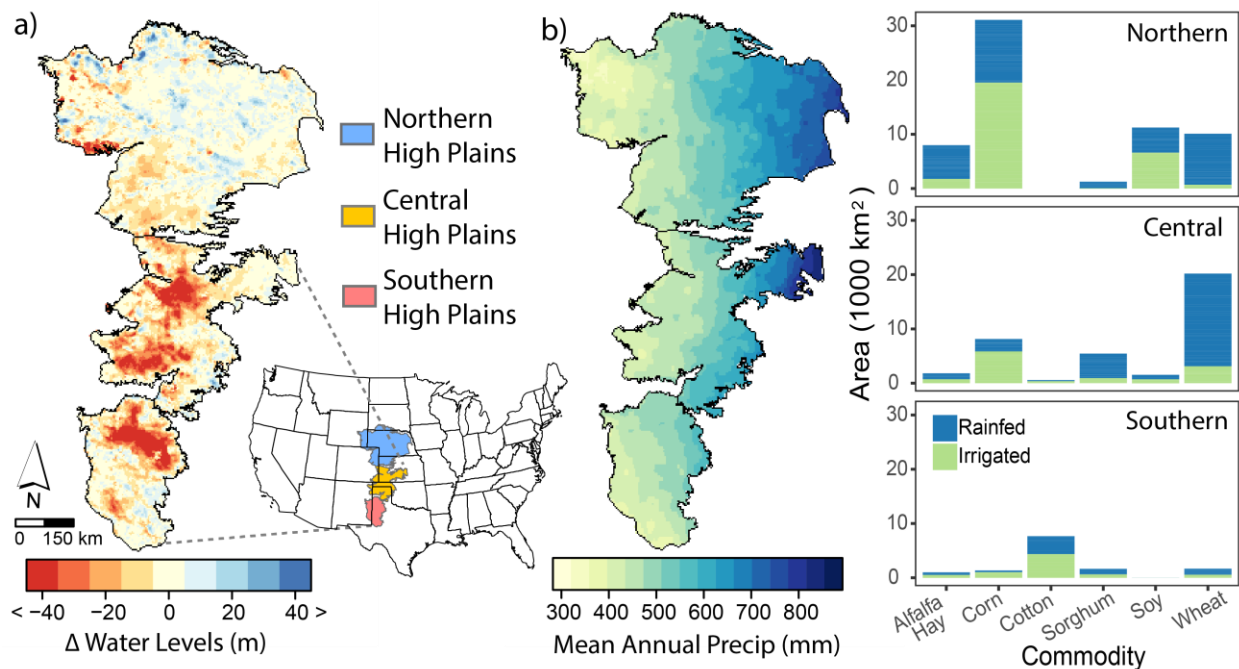 a)
Northern
High Plains
Central
High Plains
Southern
High Plains
N
0 150 km
< −40 −20 0 20 40 >
Δ Water Levels (m)
b)
300 400 500 600 700 800
Mean Annual Precip (mm)
Area (1000 km²)
30
20
10
0
Northern
30
20
10
0
Central
30
20
10
0
Southern
Rainfed
Irrigated
Alfalfa
Hay
Corn
Cotton
Sorghum
Soy
Wheat
Commodity